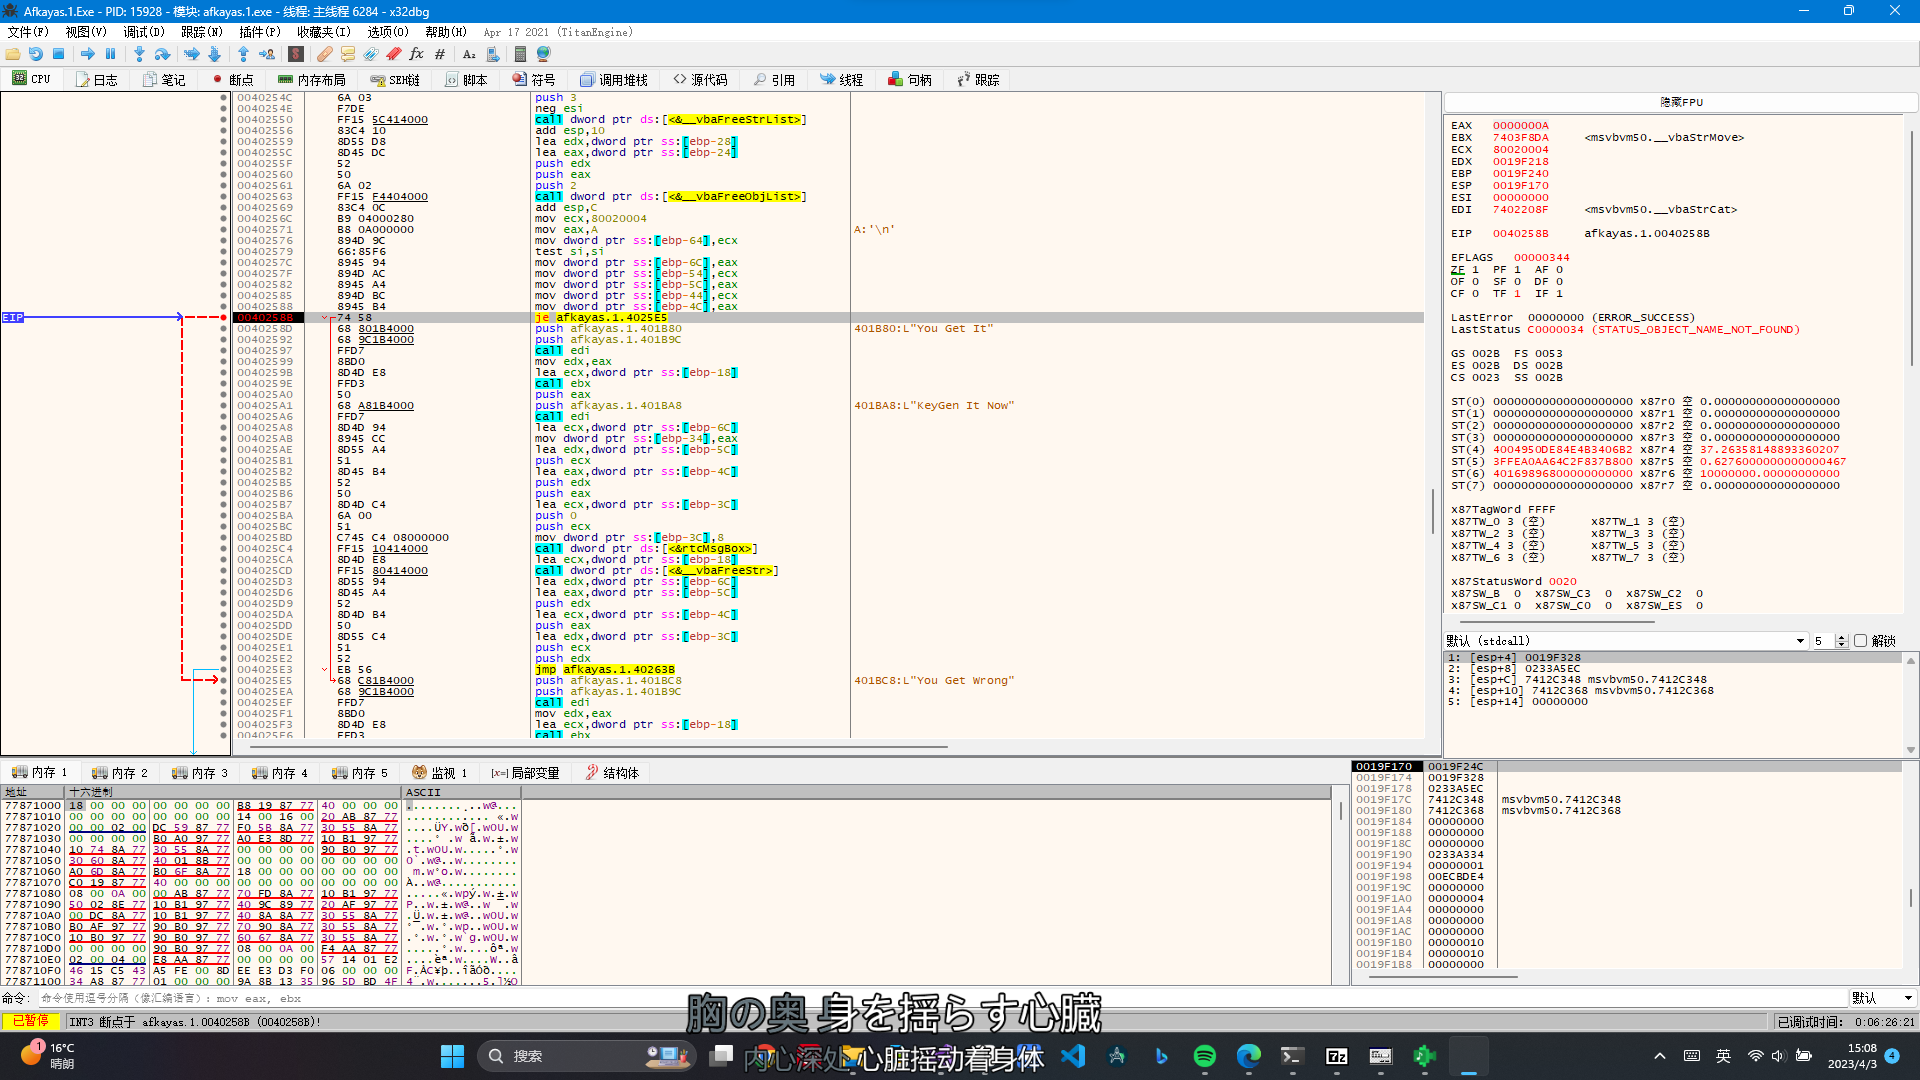 Afkayas.1.Exe - PID: 15928 - 模块: afkayas.1.exe - 线程: 主线程 6284 - x32dbg
文件(F) 视图(V) 调试(D) 跟踪(N) 插件(P) 收藏夹(I) 选项(O) 帮助(H) Apr 17 2021 (TitanEngine)
CPU 日志 笔记 断点 内存布局 SEH链 脚本 符号 调用堆栈 源代码 引用 线程 句柄 跟踪
0040254C 6A 03 push 3
0040254E F7DE neg esi
00402550 FF15 5C414000 call dword ptr ds:[<&__vbaFreeStrList>]
00402556 83C4 10 add esp,10
00402559 8D55 D8 lea edx,dword ptr ss:[ebp-28]
0040255C 8D45 DC lea eax,dword ptr ss:[ebp-24]
0040255F 52 push edx
00402560 50 push eax
00402561 6A 02 push 2
00402563 FF15 F4404000 call dword ptr ds:[<&__vbaFreeObjList>]
00402569 83C4 0C add esp,C
0040256C B9 04000280 mov ecx,80020004
00402571 B8 0A000000 mov eax,A A:'\n'
00402576 894D 9C mov dword ptr ss:[ebp-64],ecx
00402579 66:85F6 test si,si
0040257C 8945 94 mov dword ptr ss:[ebp-6C],eax
0040257F 894D AC mov dword ptr ss:[ebp-54],ecx
00402582 8945 A4 mov dword ptr ss:[ebp-5C],eax
00402585 894D BC mov dword ptr ss:[ebp-44],ecx
00402588 8945 B4 mov dword ptr ss:[ebp-4C],eax
EIP 0040258B 74 58 je afkayas.1.4025E5
0040258D 68 801B4000 push afkayas.1.401B80 401B80:L"You Get It"
00402592 68 9C1B4000 push afkayas.1.401B9C
00402597 FFD7 call edi
00402599 8BD0 mov edx,eax
0040259B 8D4D E8 lea ecx,dword ptr ss:[ebp-18]
0040259E FFD3 call ebx
004025A0 50 push eax
004025A1 68 A81B4000 push afkayas.1.401BA8 401BA8:L"KeyGen It Now"
004025A6 FFD7 call edi
004025A8 8D4D 94 lea ecx,dword ptr ss:[ebp-6C]
004025AB 8945 CC mov dword ptr ss:[ebp-34],eax
004025AE 8D55 A4 lea edx,dword ptr ss:[ebp-5C]
004025B1 51 push ecx
004025B2 8D45 B4 lea eax,dword ptr ss:[ebp-4C]
004025B5 52 push edx
004025B6 50 push eax
004025B7 8D4D C4 lea ecx,dword ptr ss:[ebp-3C]
004025BA 6A 00 push 0
004025BC 51 push ecx
004025BD C745 C4 08000000 mov dword ptr ss:[ebp-3C],8
004025C4 FF15 10414000 call dword ptr ds:[<&rtcMsgBox>]
004025CA 8D4D E8 lea ecx,dword ptr ss:[ebp-18]
004025CD FF15 80414000 call dword ptr ds:[<&__vbaFreeStr>]
004025D3 8D55 94 lea edx,dword ptr ss:[ebp-6C]
004025D6 8D45 A4 lea eax,dword ptr ss:[ebp-5C]
004025D9 52 push edx
004025DA 8D4D B4 lea ecx,dword ptr ss:[ebp-4C]
004025DD 50 push eax
004025DE 8D55 C4 lea edx,dword ptr ss:[ebp-3C]
004025E1 51 push ecx
004025E2 52 push edx
004025E3 EB 56 jmp afkayas.1.40263B
004025E5 68 C81B4000 push afkayas.1.401BC8 401BC8:L"You Get Wrong"
004025EA 68 9C1B4000 push afkayas.1.401B9C
004025EF FFD7 call edi
004025F1 8BD0 mov edx,eax
004025F3 8D4D E8 lea ecx,dword ptr ss:[ebp-18]
004025F6 FFD3 call ebx
隐藏FPU
EAX 0000000A
EBX 7403F8DA <msvbvm50.__vbaStrMove>
ECX 80020004
EDX 0019F218
EBP 0019F240
ESP 0019F170
ESI 00000000
EDI 7402208F <msvbvm50.__vbaStrCat>
EIP 0040258B afkayas.1.0040258B
EFLAGS 00000344
ZF 1 PF 1 AF 0
OF 0 SF 0 DF 0
CF 0 TF 1 IF 1
LastError 00000000 (ERROR_SUCCESS)
LastStatus C0000034 (STATUS_OBJECT_NAME_NOT_FOUND)
GS 002B FS 0053
ES 002B DS 002B
CS 0023 SS 002B
ST(0) 00000000000000000000 x87r0 空 0.000000000000000000
ST(1) 00000000000000000000 x87r1 空 0.000000000000000000
ST(2) 00000000000000000000 x87r2 空 0.000000000000000000
ST(3) 00000000000000000000 x87r3 空 0.000000000000000000
ST(4) 4004950DE84E4B3406B2 x87r4 空 37.26358148893360207
ST(5) 3FFEA0AA64C2F837B800 x87r5 空 0.627600000000000467
ST(6) 40169896800000000000 x87r6 空 10000000.00000000000
ST(7) 00000000000000000000 x87r7 空 0.000000000000000000
x87TagWord FFFF
x87TW_0 3 (空) x87TW_1 3 (空)
x87TW_2 3 (空) x87TW_3 3 (空)
x87TW_4 3 (空) x87TW_5 3 (空)
x87TW_6 3 (空) x87TW_7 3 (空)
x87StatusWord 0020
x87SW_B 0 x87SW_C3 0 x87SW_C2 0
x87SW_C1 0 x87SW_C0 0 x87SW_ES 0
默认 (stdcall) 5 解锁
1: [esp+4] 0019F328
2: [esp+8] 0233A5EC
3: [esp+C] 7412C348 msvbvm50.7412C348
4: [esp+10] 7412C368 msvbvm50.7412C368
5: [esp+14] 00000000
内存 1 内存 2 内存 3 内存 4 内存 5 监视 1 [x=] 局部变量 结构体
地址 十六进制 ASCII
77871000 18 00 00 00 00 00 00 00 B8 19 87 77 40 00 00 00
77871010 00 00 00 00 00 00 00 00 14 00 16 00 20 AB 87 77
77871020 00 00 02 00 DC 59 87 77 F0 5B 8A 77 30 55 8A 77
77871030 00 00 00 00 B0 A0 97 77 A0 E3 8D 77 10 B1 97 77
77871040 10 74 8A 77 30 55 8A 77 00 00 00 00 90 B0 97 77
77871050 30 60 8A 77 40 01 8B 77 00 00 00 00 00 00 00 00
77871060 A0 6D 8A 77 B0 6F 8A 77 18 00 00 00 00 00 00 00
77871070 C0 19 87 77 40 00 00 00 00 00 00 00 00 00 00 00
77871080 08 00 0A 00 00 AB 87 77 70 FD 8A 77 10 B1 97 77
77871090 50 02 8E 77 10 B1 97 77 40 9C 89 77 20 AF 97 77
778710A0 00 DC 8A 77 10 B1 97 77 40 8A 8A 77 30 55 8A 77
778710B0 B0 AF 97 77 90 B0 97 77 70 90 8A 77 30 55 8A 77
778710C0 10 B0 97 77 90 B0 97 77 60 67 8A 77 30 55 8A 77
778710D0 00 00 00 00 90 B0 97 77 08 00 0A 00 F4 AA 87 77
778710E0 02 00 04 00 E8 AA 87 77 00 00 00 00 57 14 01 E2
778710F0 46 15 C5 43 A5 FE 00 8D EE E3 D3 F0 06 00 00 00
77871100 34 A8 87 77 01 00 00 00 9A 8B 13 35 96 5D BD 4F
0019F170 0019F24C
0019F174 0019F328
0019F178 0233A5EC
0019F17C 7412C348 msvbvm50.7412C348
0019F180 7412C368 msvbvm50.7412C368
0019F184 00000000
0019F188 00000000
0019F18C 00000000
0019F190 0233A334
0019F194 00000001
0019F198 00ECBDE4
0019F19C 00000000
0019F1A0 00000004
0019F1A4 00000000
0019F1A8 00000000
0019F1AC 00000000
0019F1B0 00000010
0019F1B4 00000010
0019F1B8 00000000
命令: 命令使用逗号分隔（像汇编语言）: mov eax, ebx 默认
已暂停 INT3 断点于 afkayas.1.0040258B (0040258B)! 已调试时间: 0:06:26:21
胸の奥 身を揺らす心臓
内心深处 心脏摇动着身体
1 16°C
晴朗
搜索
英 15:08
2023/4/3 4